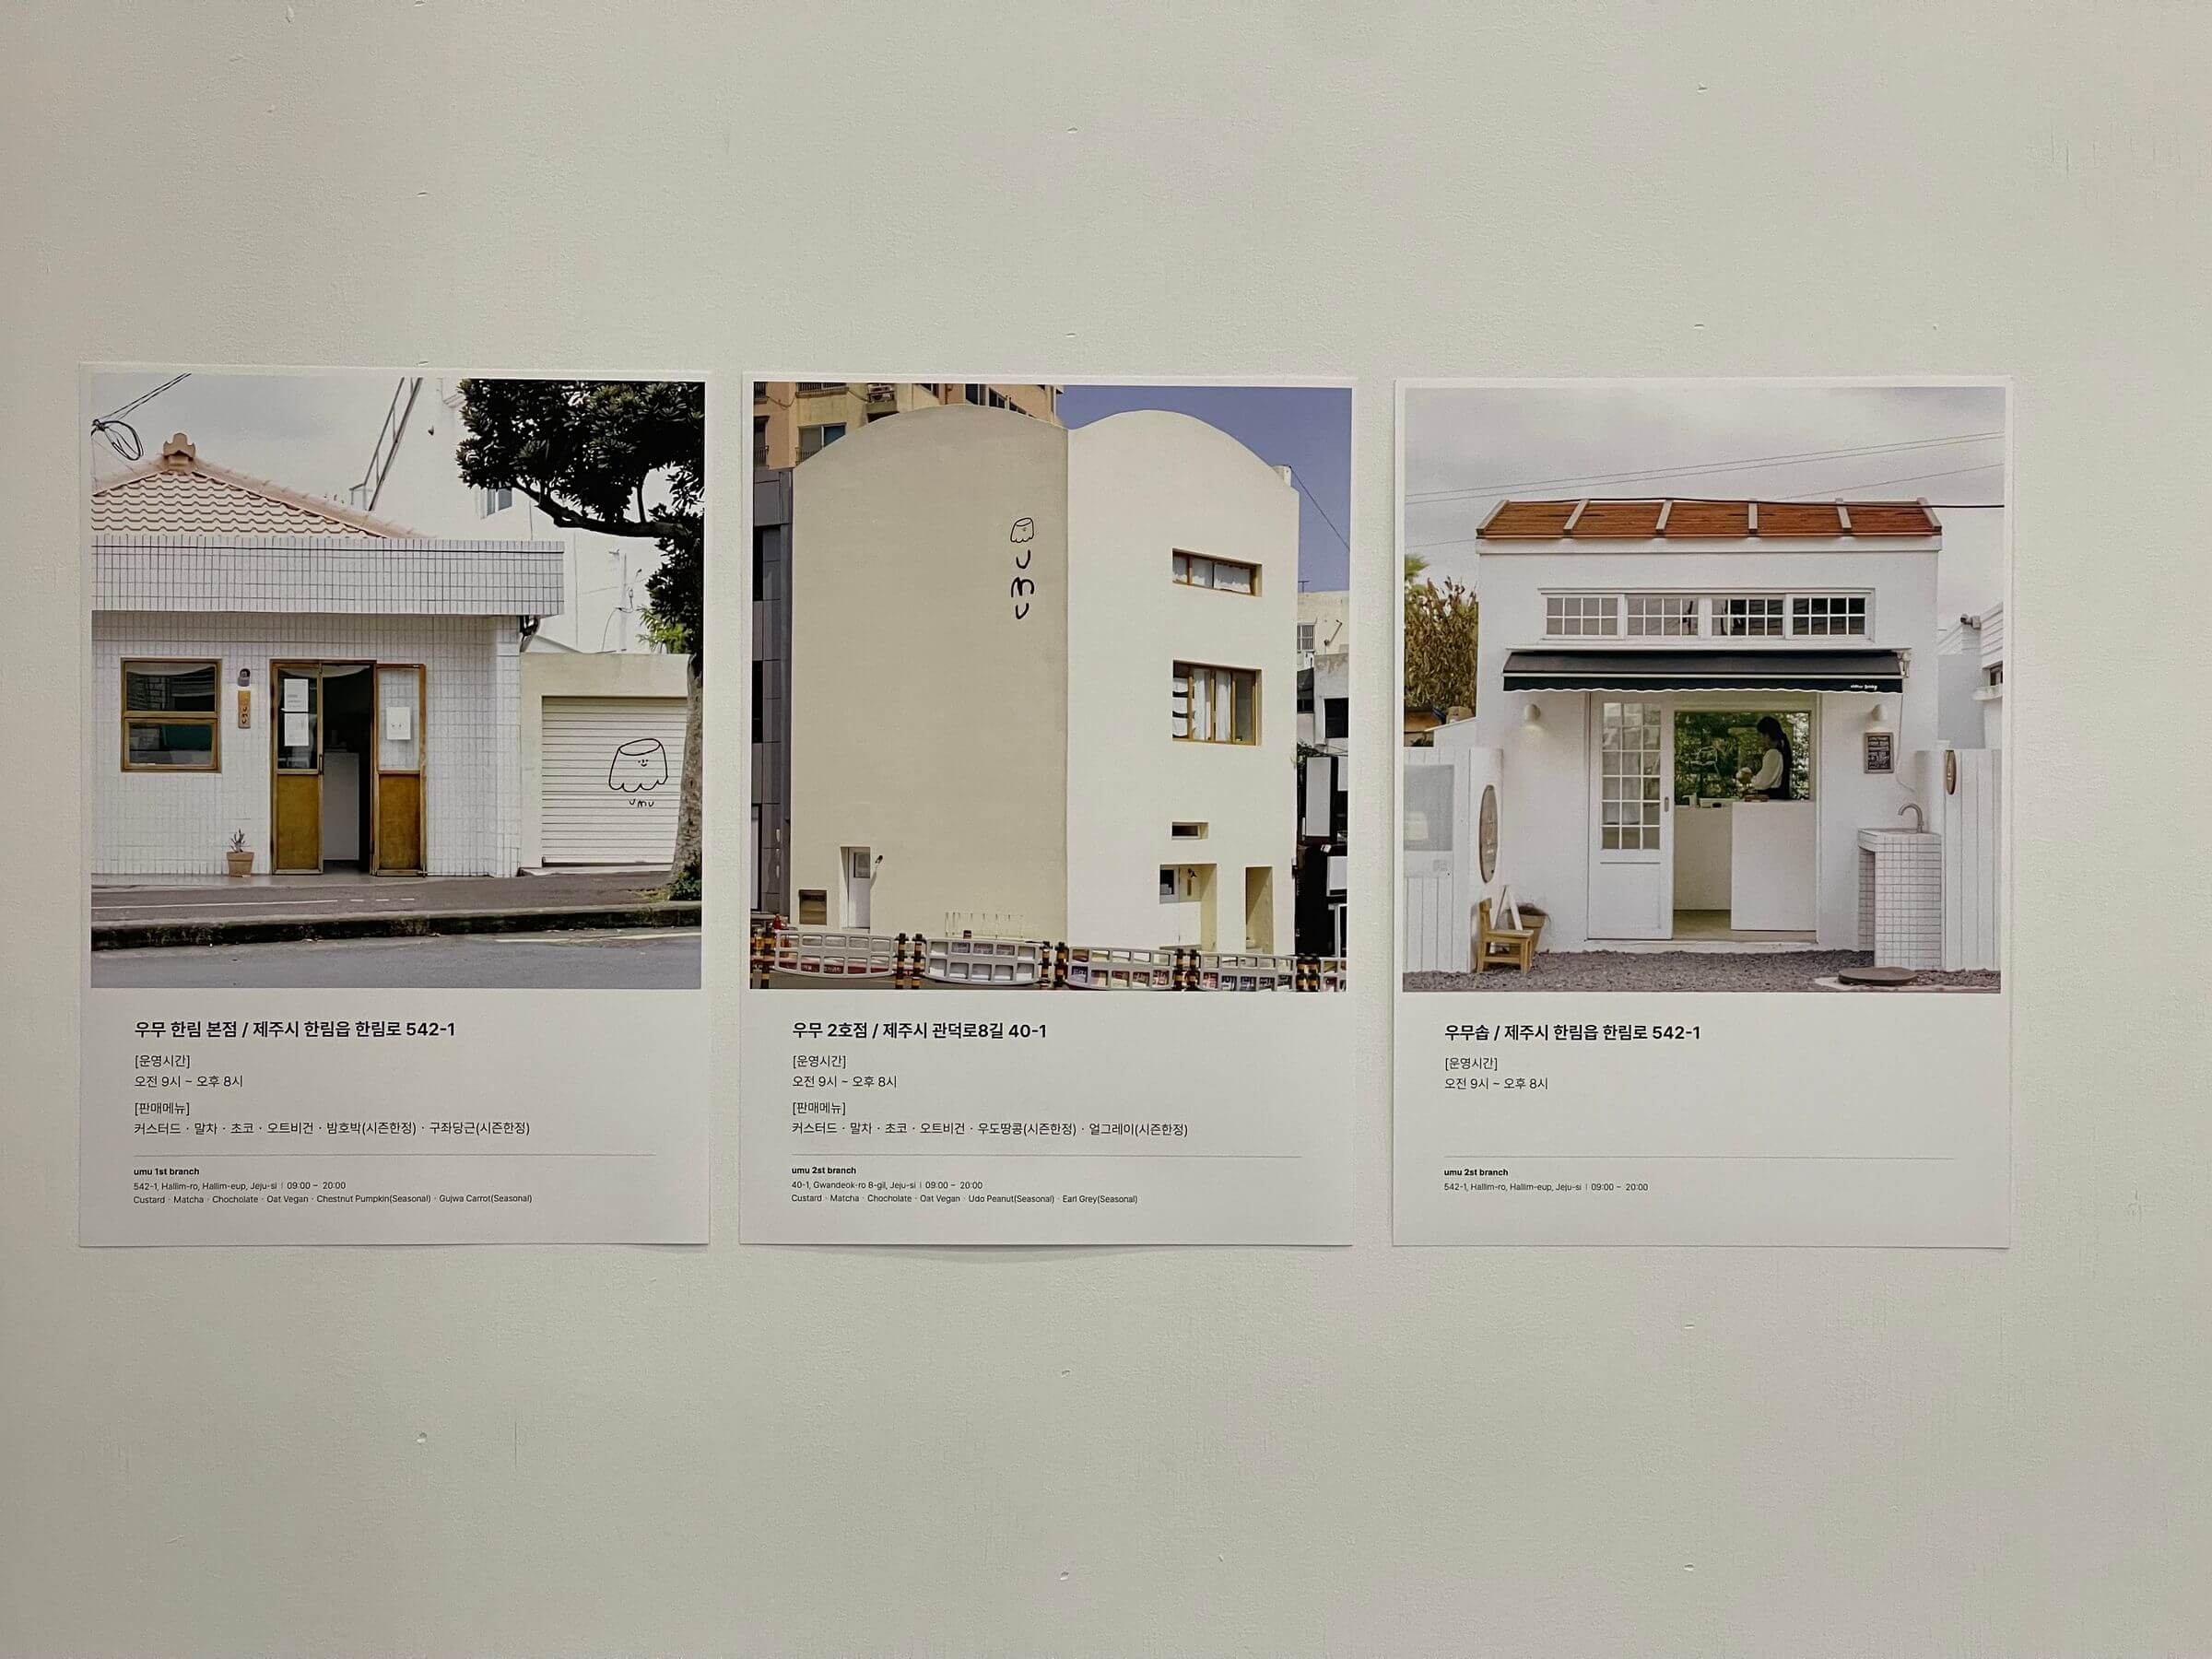 umu
umu
umu
우무 한림 본점 / 제주시 한림읍 한림로 542-1
[운영시간]
오전 9시 ~ 오후 8시
[판매메뉴]
커스터드 · 말차 · 초코 · 오트비건 · 밤호박(시즌한정) · 구좌당근(시즌한정)
umu 1st branch
542-1, Hallim-ro, Hallim-eup, Jeju-si | 09:00 – 20:00
Custard · Matcha · Chocholate · Oat Vegan · Chestnut Pumpkin(Seasonal) · Gujwa Carrot(Seasonal)
우무 2호점 / 제주시 관덕로8길 40-1
[운영시간]
오전 9시 ~ 오후 8시
[판매메뉴]
커스터드 · 말차 · 초코 · 오트비건 · 우도땅콩(시즌한정) · 얼그레이(시즌한정)
umu 2st branch
40-1, Gwandeok-ro 8-gil, Jeju-si | 09:00 – 20:00
Custard · Matcha · Chocholate · Oat Vegan · Udo Peanut(Seasonal) · Earl Grey(Seasonal)
우무솝 / 제주시 한림읍 한림로 542-1
[운영시간]
오전 9시 ~ 오후 8시
umu 2st branch
542-1, Hallim-ro, Hallim-eup, Jeju-si | 09:00 – 20:00